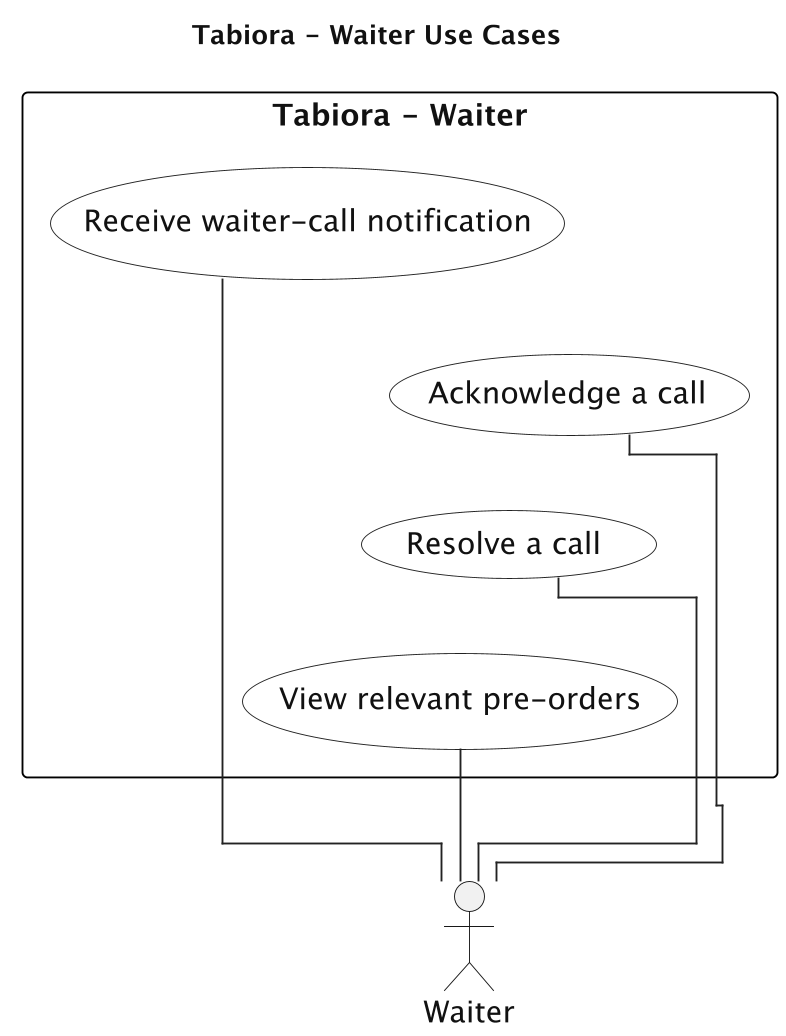 Tabiora – Waiter Use Cases
Tabiora – Waiter
Receive waiter–call notification
Acknowledge a call
Resolve a call
View relevant pre–orders
Waiter